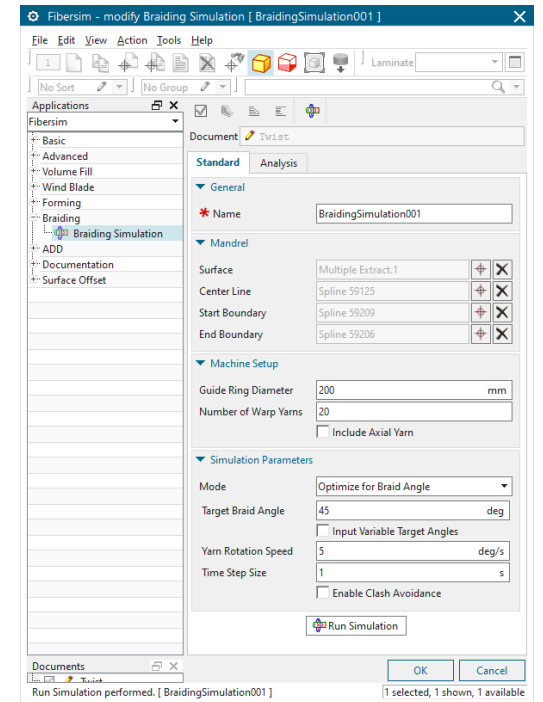 Fibersim - modify Braiding Simulation [ BraidingSimulation001 ]
File Edit View Action Tools Help
1 Laminate
No Sort No Group
Applications
Fibersim
Basic
Advanced
Volume Fill
Wind Blade
Forming
Braiding
Braiding Simulation
ADD
Documentation
Surface Offset
Document Twist
Standard Analysis
General
* Name BraidingSimulation001
Mandrel
Surface Multiple Extract.1
Center Line Spline 59125
Start Boundary Spline 59209
End Boundary Spline 59206
Machine Setup
Guide Ring Diameter 200 mm
Number of Warp Yarns 20
Include Axial Yarn
Simulation Parameters
Mode Optimize for Braid Angle
Target Braid Angle 45 deg
Input Variable Target Angles
Yarn Rotation Speed 5 deg/s
Time Step Size 1 s
Enable Clash Avoidance
Run Simulation
Documents
Twist
OK Cancel
Run Simulation performed. [ BraidingSimulation001 ] 1 selected, 1 shown, 1 available